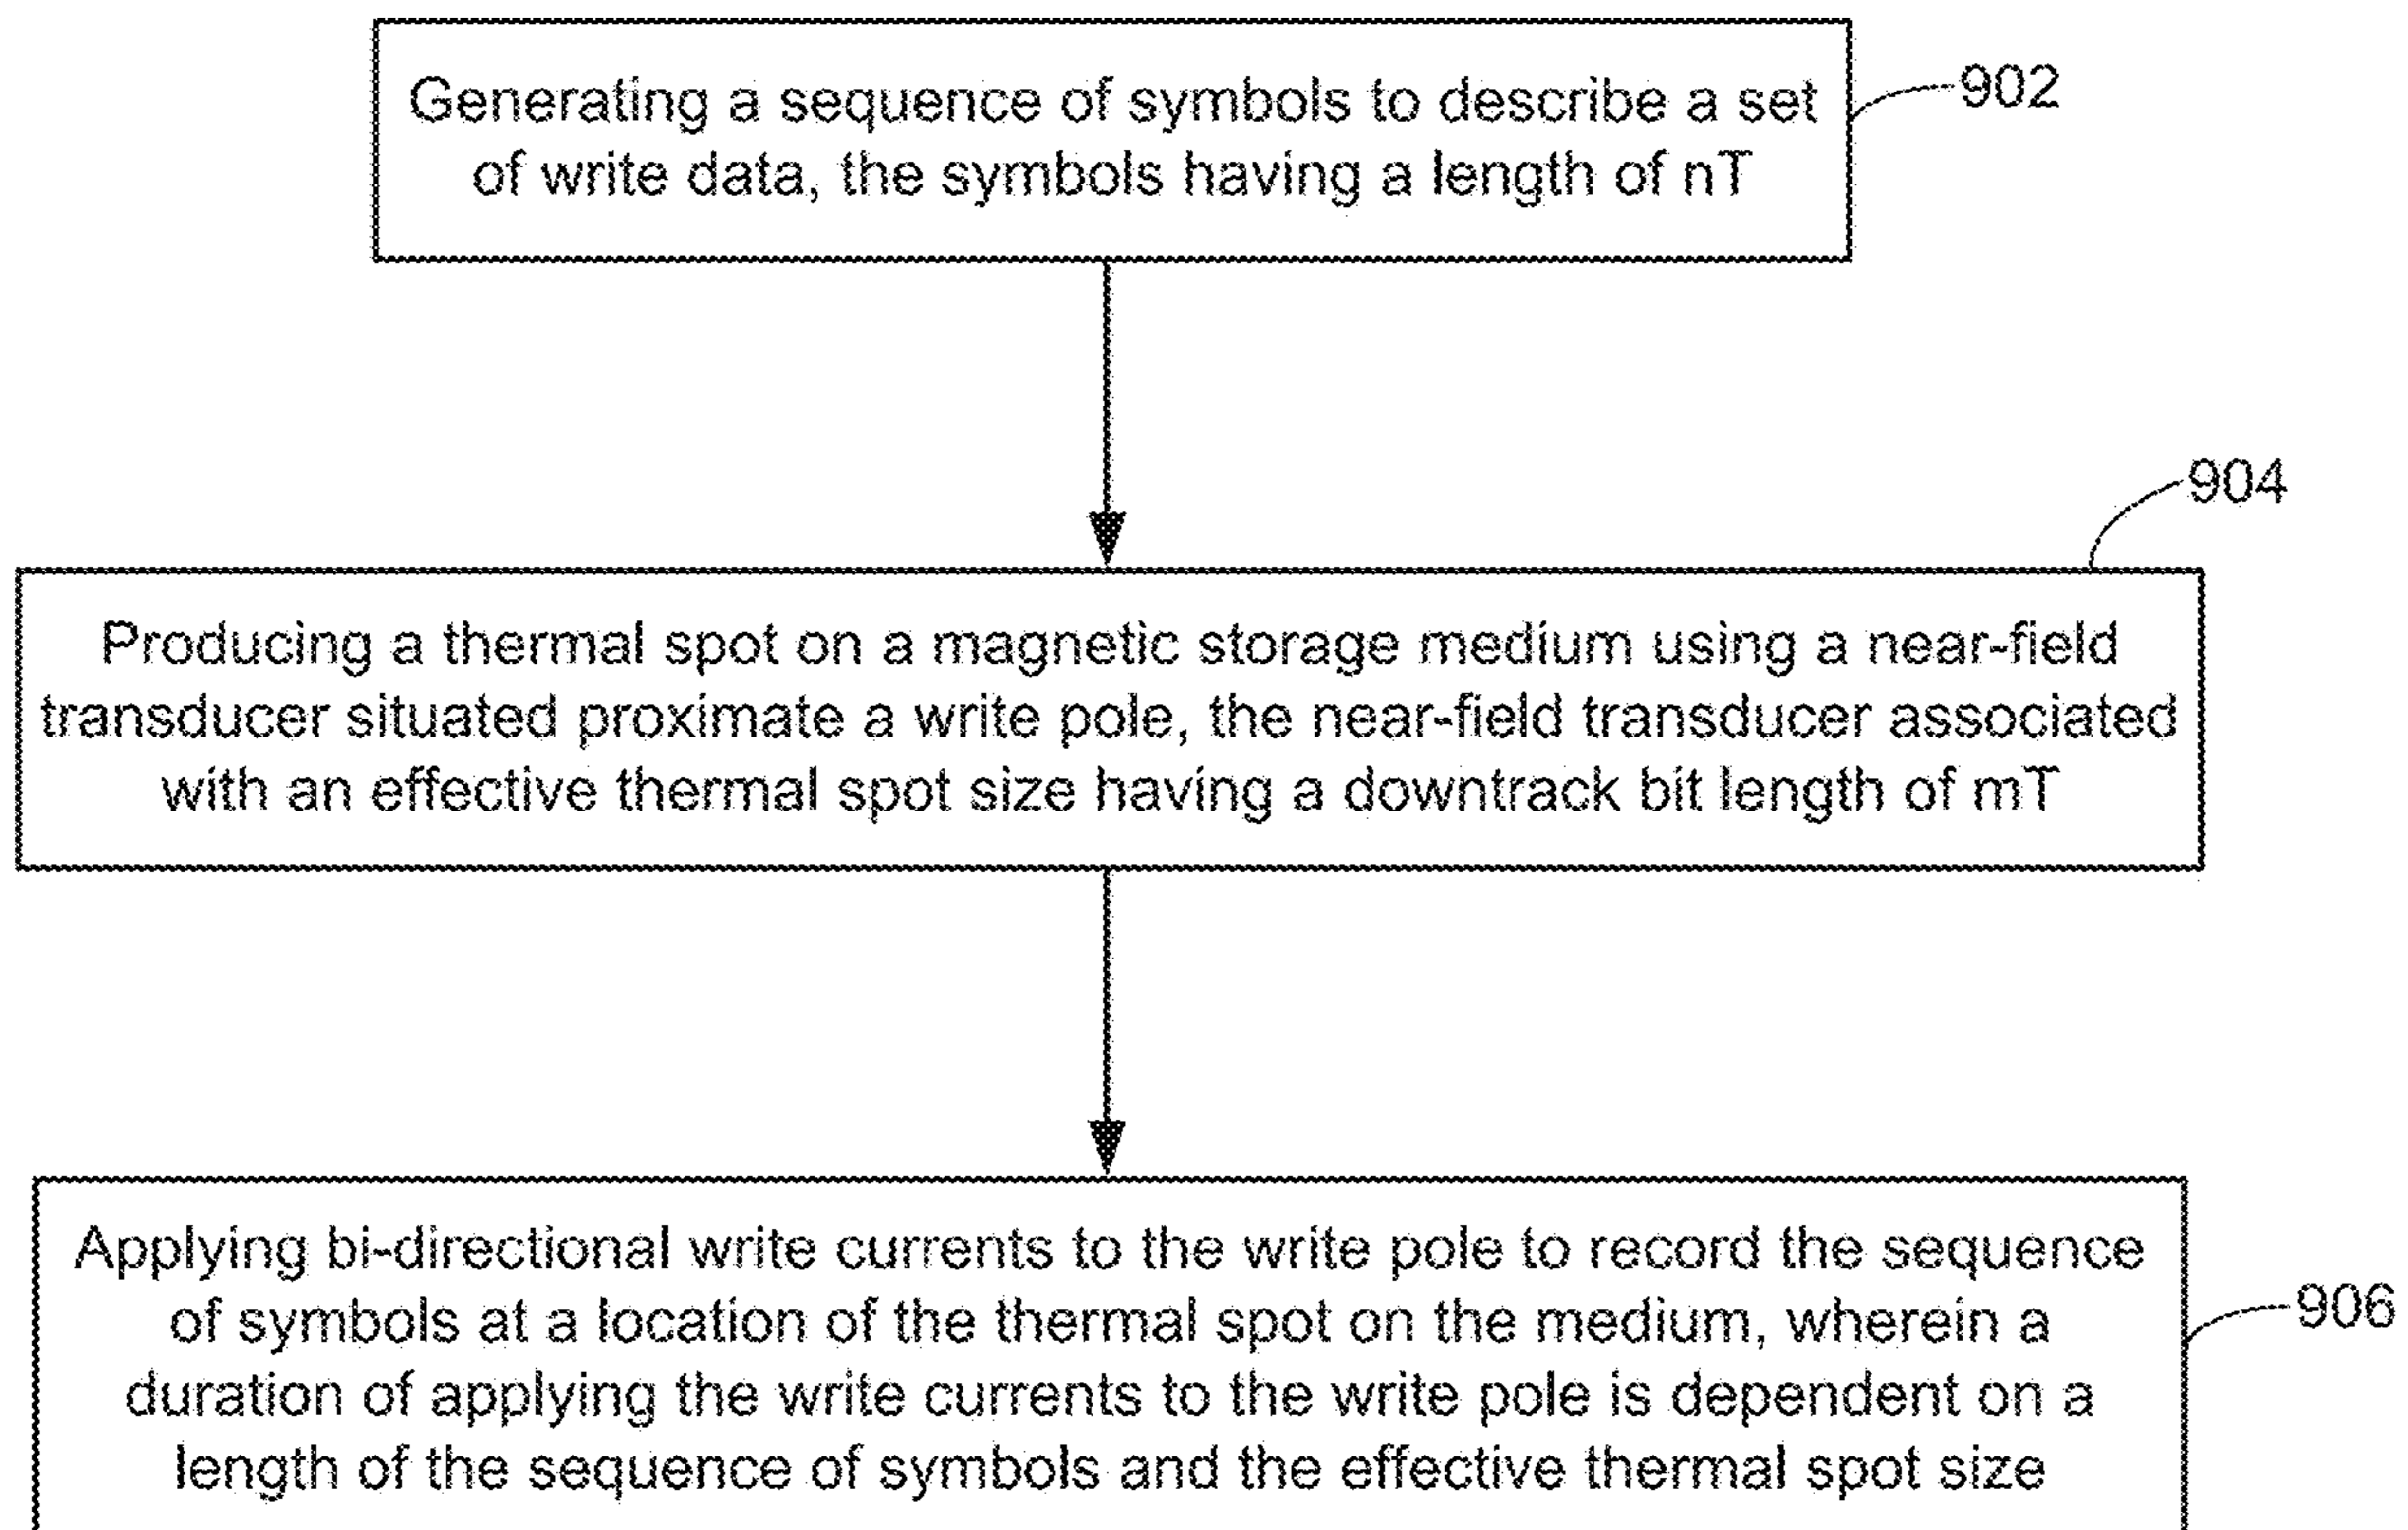 Generating a sequence of symbols to describe a set
of write data, the symbols having a length of nT
902
904
Producing a thermal spot on a magnetic storage medium using a near-field
transducer situated proximate a write pole, the near-field transducer associated
with an effective thermal spot size having a downtrack bit length of mT
Applying bi-directional write currents to the write pole to record the sequence
of symbols at a location of the thermal spot on the medium, wherein a
duration of applying the write currents to the write pole is dependent on a
length of the sequence of symbols and the effective thermal spot size
906